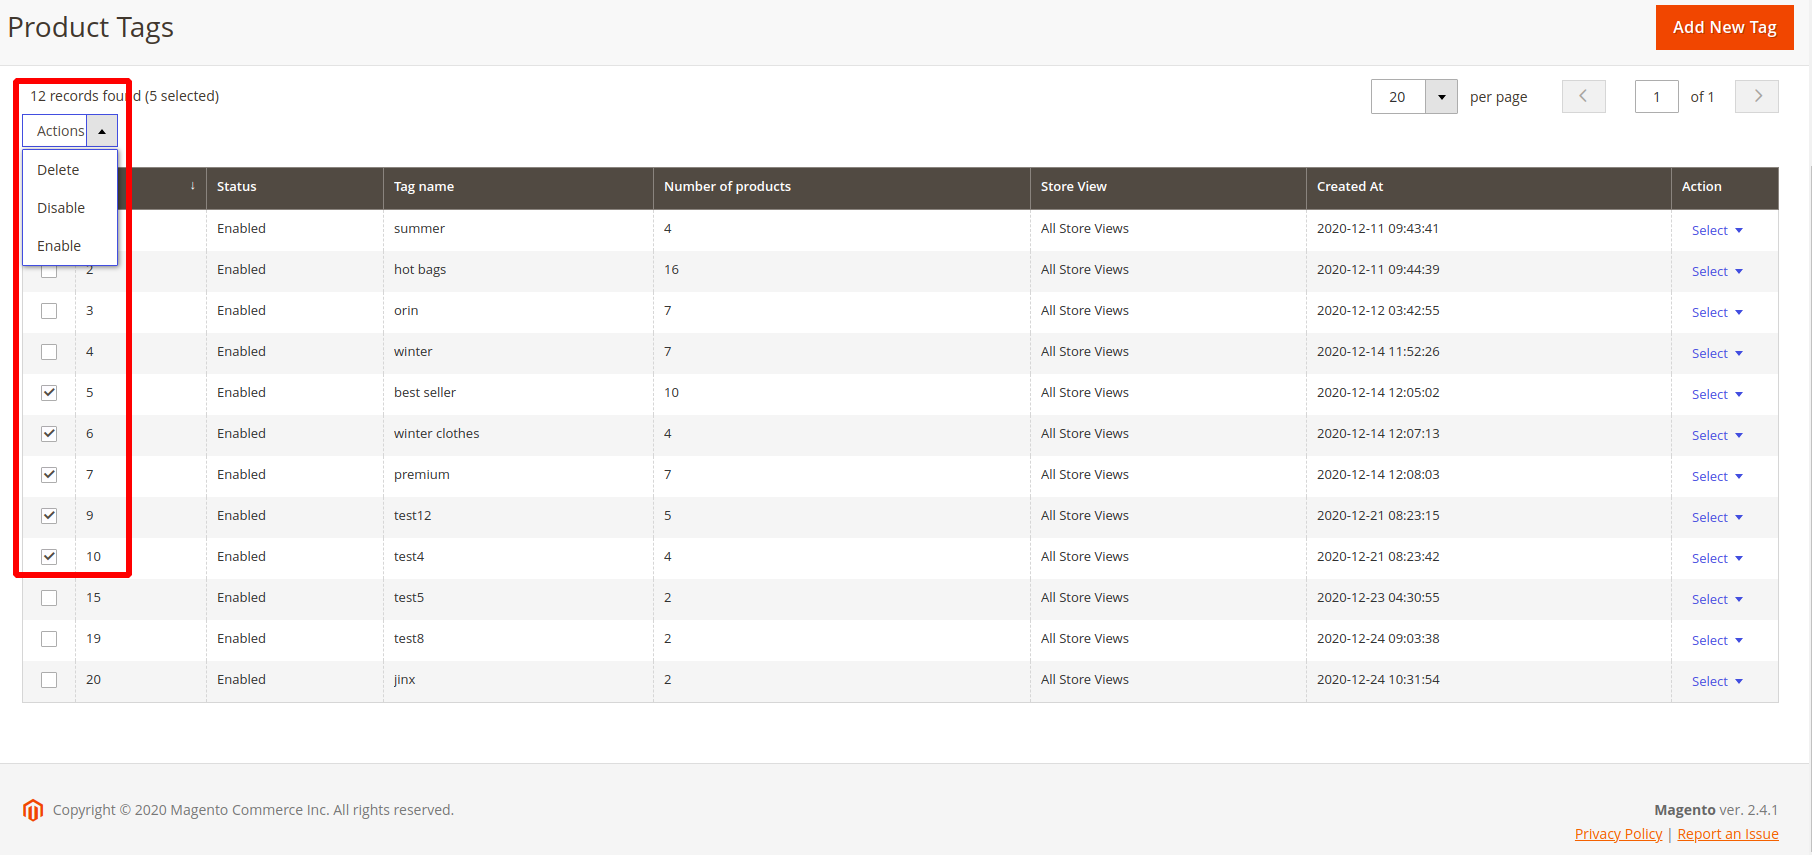 Product Tags
Add New Tag
12 records found (5 selected)
20 per page 1 of 1
Actions
Delete
Disable
Enable
↓ Status Tag name Number of products Store View Created At Action
Enabled summer 4 All Store Views 2020-12-11 09:43:41 Select
2 Enabled hot bags 16 All Store Views 2020-12-11 09:44:39 Select
3 Enabled orin 7 All Store Views 2020-12-12 03:42:55 Select
4 Enabled winter 7 All Store Views 2020-12-14 11:52:26 Select
5 Enabled best seller 10 All Store Views 2020-12-14 12:05:02 Select
6 Enabled winter clothes 4 All Store Views 2020-12-14 12:07:13 Select
7 Enabled premium 7 All Store Views 2020-12-14 12:08:03 Select
9 Enabled test12 5 All Store Views 2020-12-21 08:23:15 Select
10 Enabled test4 4 All Store Views 2020-12-21 08:23:42 Select
15 Enabled test5 2 All Store Views 2020-12-23 04:30:55 Select
19 Enabled test8 2 All Store Views 2020-12-24 09:03:38 Select
20 Enabled jinx 2 All Store Views 2020-12-24 10:31:54 Select
Copyright © 2020 Magento Commerce Inc. All rights reserved.
Magento ver. 2.4.1
Privacy Policy | Report an Issue